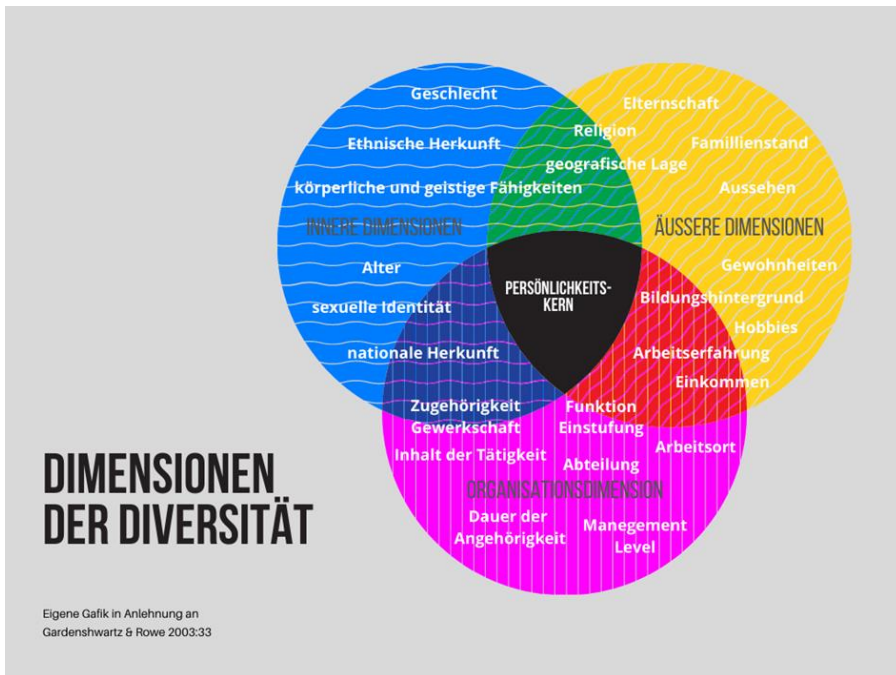 Geschlecht
Elternschaft
Religion
Ethnische Herkunft
Famillienstand
geografische Lage
körperliche und geistige Fähigkeiten
Aussehen
INNERE DIMENSIONEN
ÄUSSERE DIMENSIONEN
Alter
Gewohnheiten
PERSÖNLICHKEITS-
KERN
Bildungshintergrund
sexuelle Identität
Hobbies
nationale Herkunft
Arbeitserfahrung
Einkommen
Zugehörigkeit
Gewerkschaft
Funktion
Einstufung
Arbeitsort
Inhalt der Tätigkeit
Abteilung
ORGANISATIONSDIMENSION
Dauer der
Angehörigkeit
Manegement
Level
DIMENSIONEN
DER DIVERSITÄT
Eigene Gafik in Anlehnung an
Gardenshwartz & Rowe 2003:33